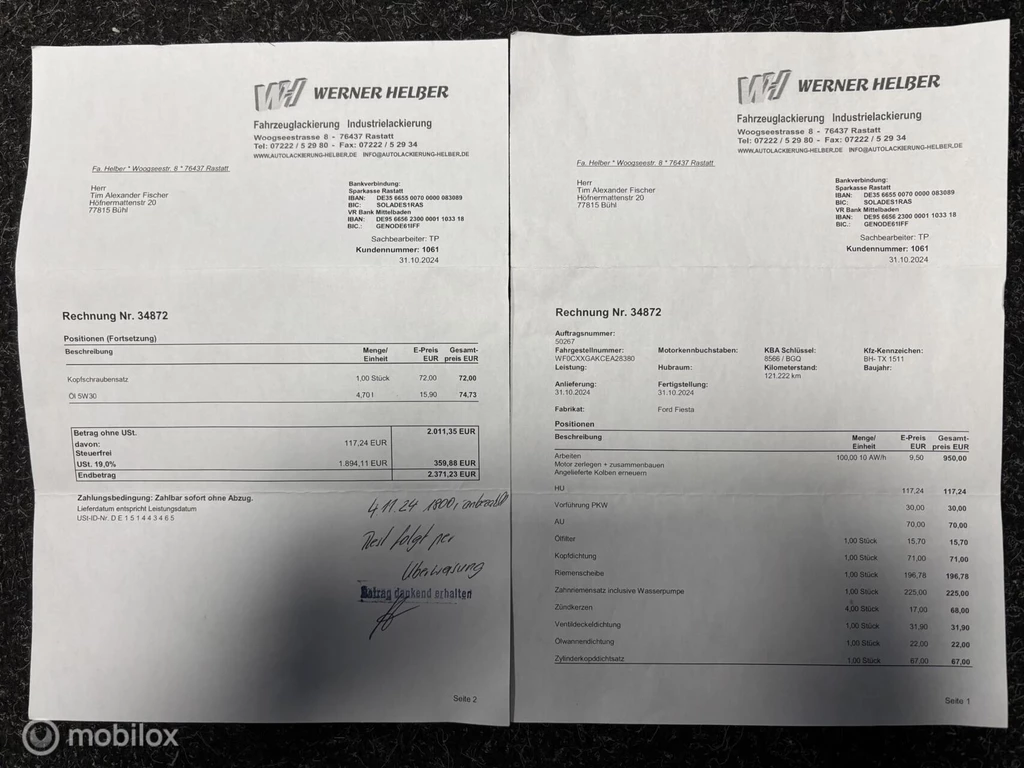 WH WERNER HELBER
Fahrzeuglackierung Industrielackierung
Woogseestrasse 8 - 76437 Rastatt
Tel: 07222 / 5 29 80 - Fax: 07222 / 5 29 34
WWW.AUTOLACKIERUNG-HELBER.DE INFO@AUTOLACKIERUNG-HELBER.DE
Fa. Helber * Woogseestr. 8 * 76437 Rastatt
Herr
Tim Alexander Fischer
Höfnermattenstr 20
77815 Bühl
Bankverbindung:
Sparkasse Rastatt
IBAN: DE35 6655 0070 0000 083089
BIC: SOLADES1RAS
VR Bank Mittelbaden
IBAN: DE95 6656 2300 0001 1033 18
BIC.: GENODE61IFF
Sachbearbeiter: TP
Kundennummer: 1061
31.10.2024
Rechnung Nr. 34872
Positionen (Fortsetzung)
Beschreibung Menge/ Einheit E-Preis EUR Gesamt- preis EUR
Kopfschraubensatz 1,00 Stück 72,00 72,00
Öl 5W30 4,70 l 15,90 74,73
Betrag ohne USt. 2.011,35 EUR
davon:
Steuerfrei 117,24 EUR
USt. 19,0% 1.894,11 EUR 359,88 EUR
Endbetrag 2.371,23 EUR
Zahlungsbedingung: Zahlbar sofort ohne Abzug.
Lieferdatum entspricht Leistungsdatum
USt-ID-Nr. D E 1 5 1 4 4 3 4 6 5
4.11.24 1800,- anbezahlt
Rest folgt per
Überweisung
Betrag dankend erhalten
Seite 2
WH WERNER HELBER
Fahrzeuglackierung Industrielackierung
Woogseestrasse 8 - 76437 Rastatt
Tel: 07222 / 5 29 80 - Fax: 07222 / 5 29 34
WWW.AUTOLACKIERUNG-HELBER.DE INFO@AUTOLACKIERUNG-HELBER.DE
Fa. Helber * Woogseestr. 8 * 76437 Rastatt
Herr
Tim Alexander Fischer
Höfnermattenstr 20
77815 Bühl
Bankverbindung:
Sparkasse Rastatt
IBAN: DE35 6655 0070 0000 083089
BIC: SOLADES1RAS
VR Bank Mittelbaden
IBAN: DE95 6656 2300 0001 1033 18
BIC.: GENODE61IFF
Sachbearbeiter: TP
Kundennummer: 1061
31.10.2024
Rechnung Nr. 34872
Auftragsnummer:
50267
Fahrgestellnummer: Motorkennbuchstaben: KBA Schlüssel: Kfz-Kennzeichen:
WF0CXXGAKCEA28380 8566 / BGQ BH- TX 1511
Leistung: Hubraum: Kilometerstand: Baujahr:
121.222 km
Anlieferung: Fertigstellung:
31.10.2024 31.10.2024
Fabrikat: Ford Fiesta
Positionen
Beschreibung Menge/ Einheit E-Preis EUR Gesamt- preis EUR
Arbeiten 100,00 10 AW/h 9,50 950,00
Motor zerlegen + zusammenbauen
Angelieferte Kolben erneuern
HU 117,24 117,24
Vorführung PKW 30,00 30,00
AU 70,00 70,00
Ölfilter 1,00 Stück 15,70 15,70
Kopfdichtung 1,00 Stück 71,00 71,00
Riemenscheibe 1,00 Stück 196,78 196,78
Zahnriemensatz inclusive Wasserpumpe 1,00 Stück 225,00 225,00
Zündkerzen 4,00 Stück 17,00 68,00
Ventildeckeldichtung 1,00 Stück 31,90 31,90
Ölwannendichtung 1,00 Stück 22,00 22,00
Zylinderkopddichtsatz 1,00 Stück 67,00 67,00
Seite 1
mobilox